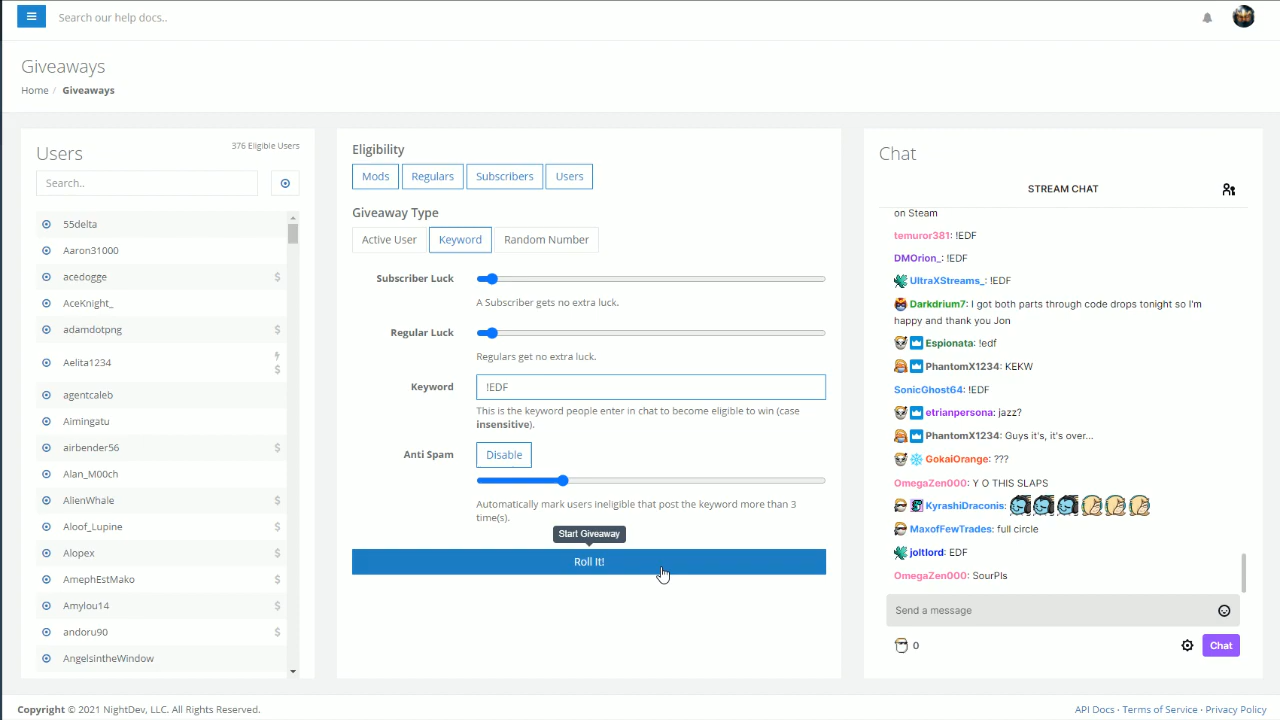 Search our help docs..
Giveaways
Home / Giveaways
Users
376 Eligible Users
Search..
55delta
Aaron31000
acedogge $
AceKnight_
adamdotpng $
Aelita1234 $
agentcaleb
Aimingatu
airbender56 $
Alan_M00ch
AlienWhale $
Aloof_Lupine $
Alopex $
AmephEstMako $
Amylou14 $
andoru90 $
AngelsintheWindow
Eligibility
Mods Regulars Subscribers Users
Giveaway Type
Active User Keyword Random Number
Subscriber Luck
A Subscriber gets no extra luck.
Regular Luck
Regulars get no extra luck.
Keyword !EDF
This is the keyword people enter in chat to become eligible to win (case
insensitive).
Anti Spam Disable
Automatically mark users ineligible that post the keyword more than 3
time(s).
Start Giveaway
Roll It!
Chat
STREAM CHAT
on Steam
temuror381: !EDF
DMOrion_: !EDF
UltraXStreams_: !EDF
Darkdrium7: I got both parts through code drops tonight so I'm
happy and thank you Jon
Espionata: !edf
PhantomX1234: KEKW
SonicGhost64: !EDF
etrianpersona: jazz?
PhantomX1234: Guys it's, it's over...
GokaiOrange: ???
OmegaZen000: Y O THIS SLAPS
KyrashiDraconis:
MaxofFewTrades: full circle
joltlord: EDF
OmegaZen000: SourPls
Send a message
0
Chat
Copyright © 2021 NightDev, LLC. All Rights Reserved.
API Docs · Terms of Service · Privacy Policy